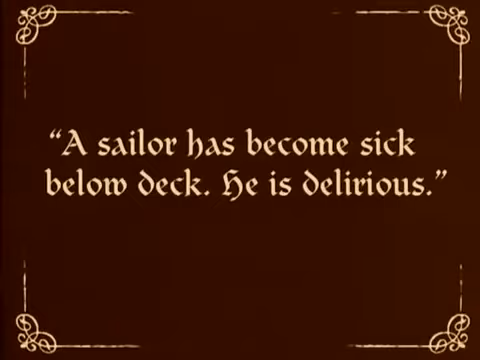 “A sailor has become sick
below deck. He is delirious.”